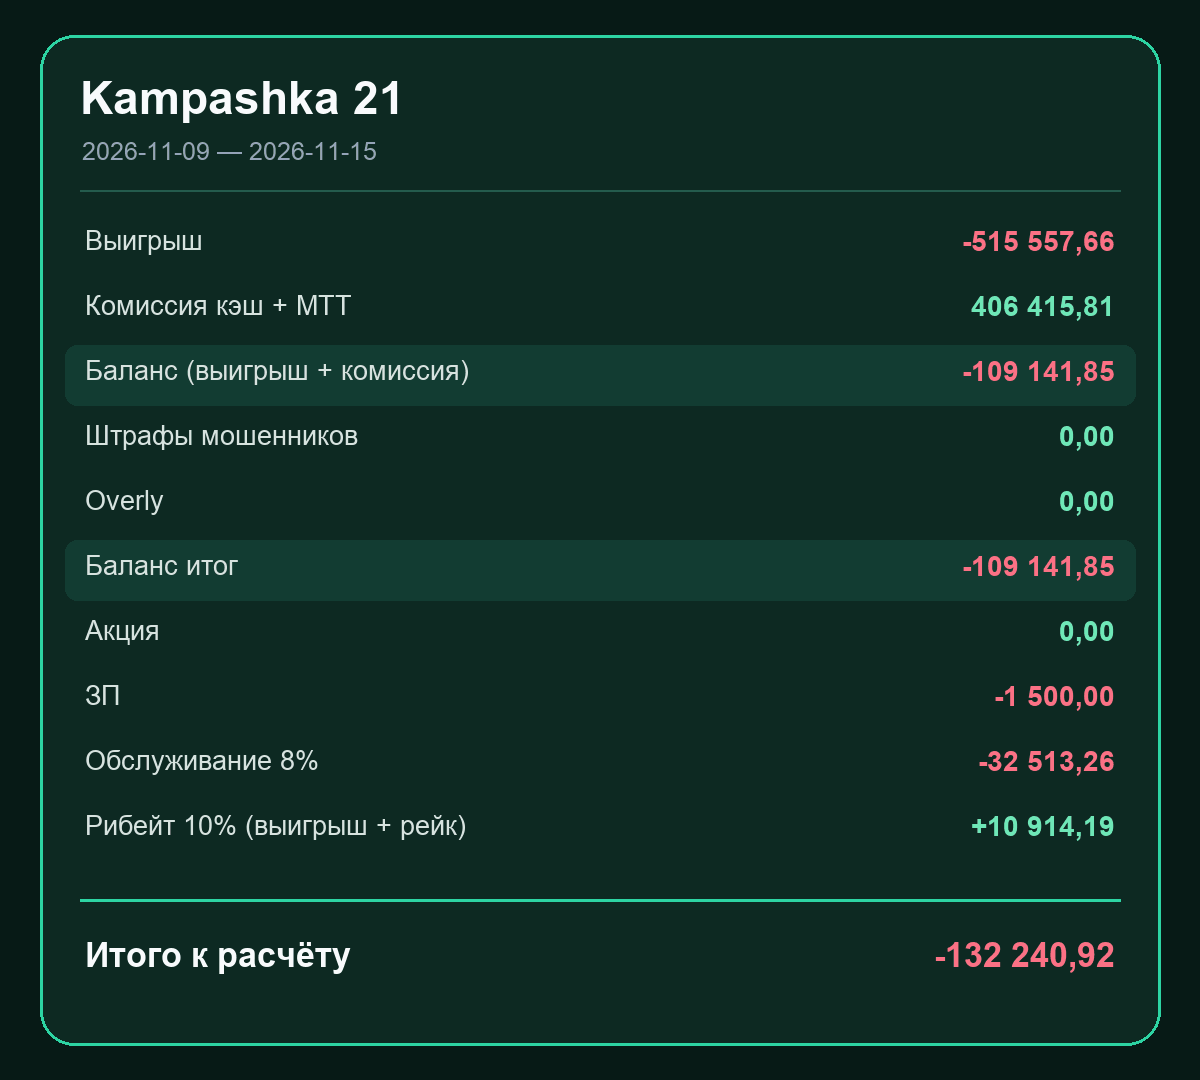 Kampashka 21
2026-11-09 — 2026-11-15
Выигрыш -515 557,66
Комиссия кэш + МТТ 406 415,81
Баланс (выигрыш + комиссия) -109 141,85
Штрафы мошенников 0,00
Overly 0,00
Баланс итог -109 141,85
Акция 0,00
ЗП -1 500,00
Обслуживание 8% -32 513,26
Рибейт 10% (выигрыш + рейк) +10 914,19
Итого к расчёту -132 240,92